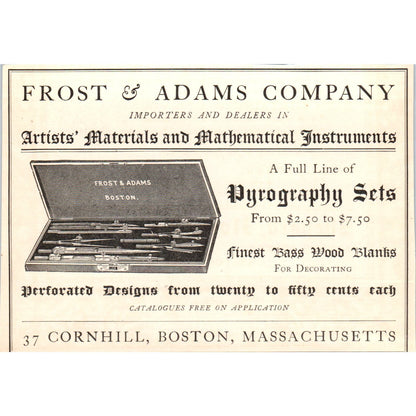 FROST & ADAMS COMPANY
IMPORTERS AND DEALERS IN
Artists' Materials and Mathematical Instruments
FROST & ADAMS
BOSTON.
A Full Line of
Pyrography Sets
From $2.50 to $7.50
Finest Bass Wood Blanks
FOR DECORATING
Perforated Designs from twenty to fifty cents each
CATALOGUES FREE ON APPLICATION
37 CORNHILL, BOSTON, MASSACHUSETTS